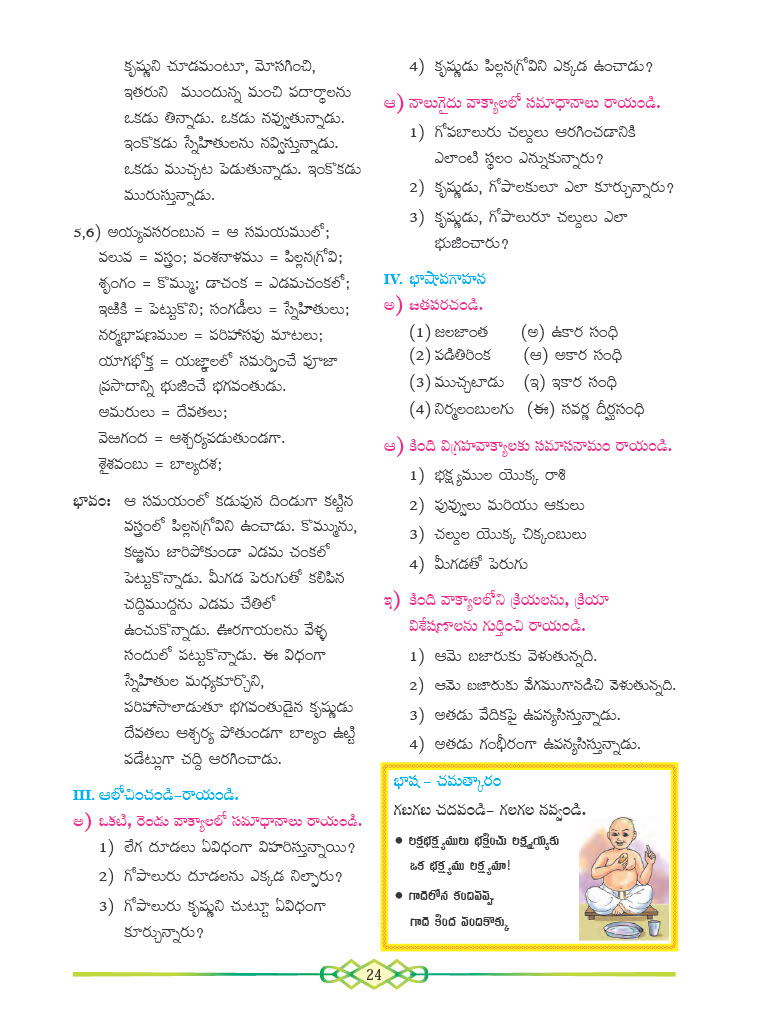 కృష్ణుని చూడమంటూ, మోసగించి,
ఇతరుని ముందున్న మంచి పదార్థాలను
ఒకడు తిన్నాడు. ఒకడు నవ్వుతున్నాడు.
ఇంకొకడు స్నేహితులను నవ్విస్తున్నాడు.
ఒకడు ముచ్చట పెడుతున్నాడు. ఇంకొకడు
మురుస్తున్నాడు.
5,6) అయ్యవసరంబున = ఆ సమయములో;
వలువ = వస్త్రం; వంశనాళము = పిల్లనగ్రోవి;
శృంగం = కొమ్ము; డాచంక = ఎడమచంకలో;
ఇఱికి = పెట్టుకొని; సంగడీలు = స్నేహితులు;
నర్మభాషణముల = పరిహాసపు మాటలు;
యాగభోక్త = యజ్ఞాలలో సమర్పించే పూజా
ప్రసాదాన్ని భుజించే భగవంతుడు.
అమరులు = దేవతలు;
వెఱగంద = ఆశ్చర్యపడుతుండగా.
శైశవంబు = బాల్యదశ;
భావం: ఆ సమయంలో కడుపున దిండుగా కట్టిన
వస్త్రంలో పిల్లనగ్రోవిని ఉంచాడు. కొమ్మును,
కఱ్ఱను జారిపోకుండా ఎడమ చంకలో
పెట్టుకొన్నాడు. మీగడ పెరుగుతో కలిపిన
చద్దిముద్దను ఎడమ చేతిలో
ఉంచుకొన్నాడు. ఊరగాయలను వేళ్ళ
సందులో పట్టుకొన్నాడు. ఈ విధంగా
స్నేహితుల మధ్యకూర్చొని,
పరిహాసాలాడుతూ భగవంతుడైన కృష్ణుడు
దేవతలు ఆశ్చర్య పోతుండగా బాల్యం ఉట్టి
పడేట్లుగా చద్ది ఆరగించాడు.
III. ఆలోచించండి-రాయండి.
అ) ఒకటి, రెండు వాక్యాలలో సమాధానాలు రాయండి.
1) లేగ దూడలు ఏవిధంగా విహరిస్తున్నాయి?
2) గోపాలురు దూడలను ఎక్కడ నిల్పారు?
3) గోపాలురు కృష్ణుని చుట్టూ ఏవిధంగా
కూర్చున్నారు?
4) కృష్ణుడు పిల్లనగ్రోవిని ఎక్కడ ఉంచాడు?
ఆ) నాలుగైదు వాక్యాలలో సమాధానాలు రాయండి.
1) గోపబాలురు చల్దులు ఆరగించడానికి
ఎలాంటి స్థలం ఎన్నుకున్నారు?
2) కృష్ణుడు, గోపాలకులూ ఎలా కూర్చున్నారు?
3) కృష్ణుడు, గోపాలురూ చల్దులు ఎలా
భుజించారు?
IV. భాషావగాహన
అ) జతపరచండి.
(1) జలజాంత (అ) ఉకార సంధి
(2) పడితిరింక (ఆ) అకార సంధి
(3) ముచ్చటాడు (ఇ) ఇకార సంధి
(4) నిర్మలంబులగు (ఈ) సవర్ణ దీర్ఘసంధి
ఆ) కింది విగ్రహవాక్యాలకు సమాసనామం రాయండి.
1) భక్ష్యముల యొక్క రాశి
2) పువ్వులు మరియు ఆకులు
3) చల్దుల యొక్క చిక్కంబులు
4) మీగడతో పెరుగు
ఇ) కింది వాక్యాలలోని క్రియలను, క్రియా
విశేషణాలను గుర్తించి రాయండి.
1) ఆమె బజారుకు వెళుతున్నది.
2) ఆమె బజారుకు వేగముగానడిచి వెళుతున్నది.
3) అతడు వేదికపై ఉపన్యసిస్తున్నాడు.
4) అతడు గంభీరంగా ఉపన్యసిస్తున్నాడు.
భాష - చమత్కారం
గబగబ చదవండి- గలగల నవ్వండి.
• లక్షభక్ష్యములు భక్షించు లక్ష్మయ్యకు
ఒక భక్ష్యము లక్ష్యమా!
• గాదెలోన కందిపప్పు
గాదె కింద పందికొక్కు
24